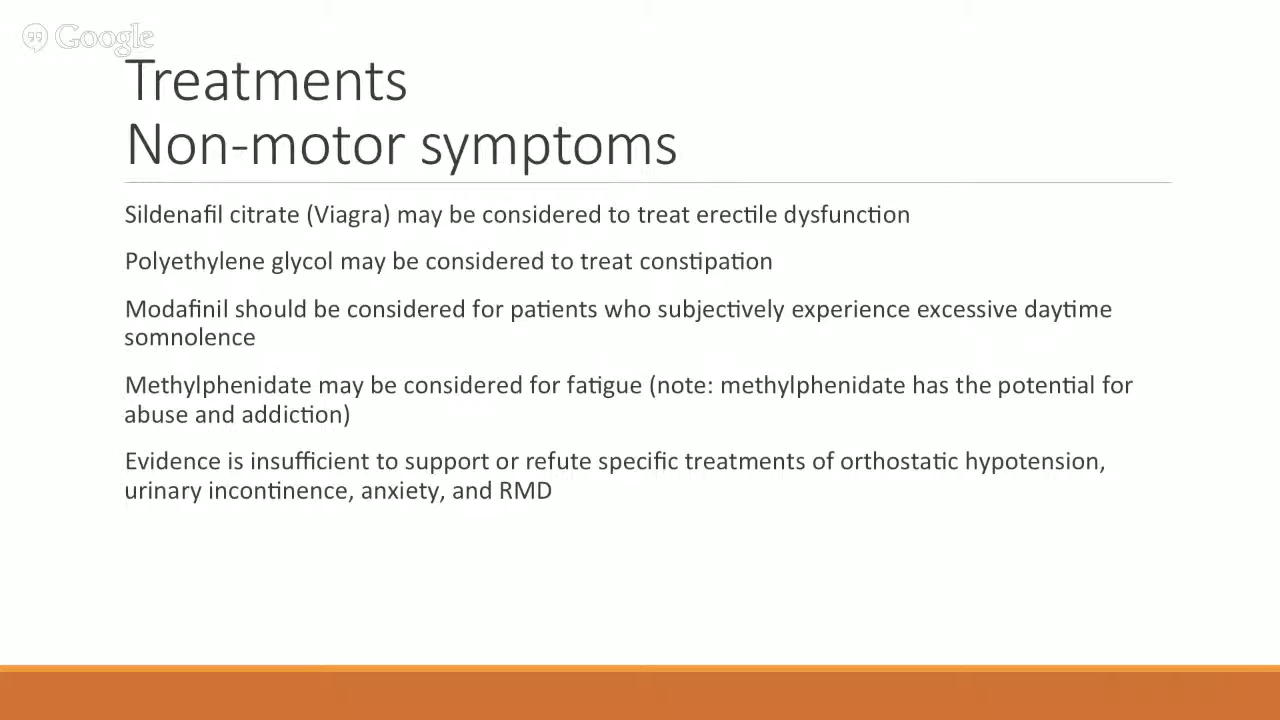 Google
Treatments
Non-motor symptoms
Sildenafil citrate (Viagra) may be considered to treat erectile dysfunction
Polyethylene glycol may be considered to treat constipation
Modafinil should be considered for patients who subjectively experience excessive daytime
somnolence
Methylphenidate may be considered for fatigue (note: methylphenidate has the potential for
abuse and addiction)
Evidence is insufficient to support or refute specific treatments of orthostatic hypotension,
urinary incontinence, anxiety, and RMD